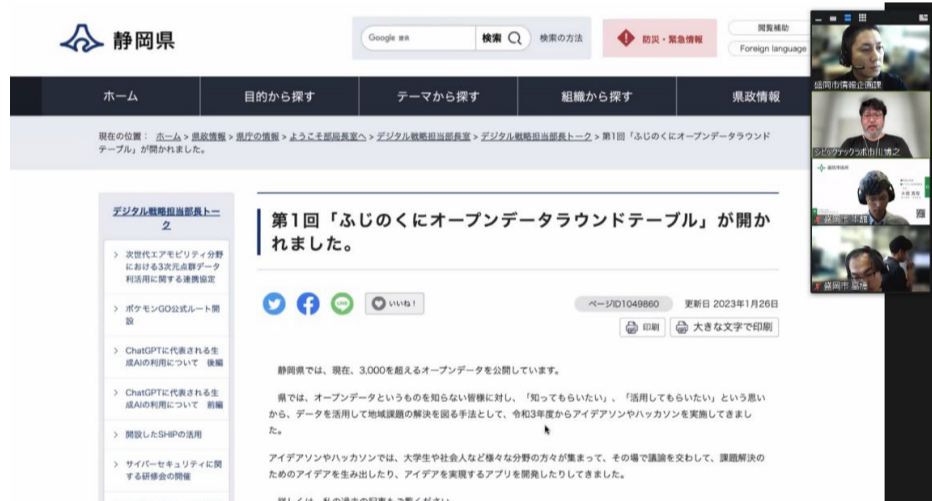 静岡県
Google
検索
検索の方法
防災・緊急情報
閲覧補助
Foreign language
ホーム
目的から探す
テーマから探す
組織から探す
県政情報
現在の位置： ホーム > 県政情報 > 県庁の情報 > ようこそ部局長室へ > デジタル戦略担当部長室 > デジタル戦略担当部長トーク > 第1回「ふじのくにオープンデータラウンド
テーブル」が開かれました。
デジタル戦略担当部長トー
ク
> 次世代エアモビリティ分野
における3次元点群データ
利活用に関する連携協定
> ポケモンGO公式ルート開
設
> ChatGPTに代表される生
成AIの利用について 後編
> ChatGPTに代表される生
成AIの利用について 前編
> 開設したSHIPの活用
> サイバーセキュリティに関
する研修会の開催
第1回「ふじのくにオープンデータラウンドテーブル」が開か
れました。
LINE
いいね！
ページID1049860
更新日 2023年1月26日
印刷
大きな文字で印刷
静岡県では、現在、3,000を超えるオープンデータを公開しています。
県では、オープンデータというものを知らない皆様に対し、「知ってもらいたい」、「活用してもらいたい」という思い
から、データを活用して地域課題の解決を図る手法として、令和3年度からアイデアソンやハッカソンを実施してきまし
た。
アイデアソンやハッカソンでは、大学生や社会人など様々な分野の方々が集まって、その場で議論を交わして、課題解決の
ためのアイデアを生み出したり、アイデアを実現するアプリを開発したりしてきました。
詳しくは、私の過去の記事もご覧ください
盛岡市情報企画課
シビックテックラボ市川博之